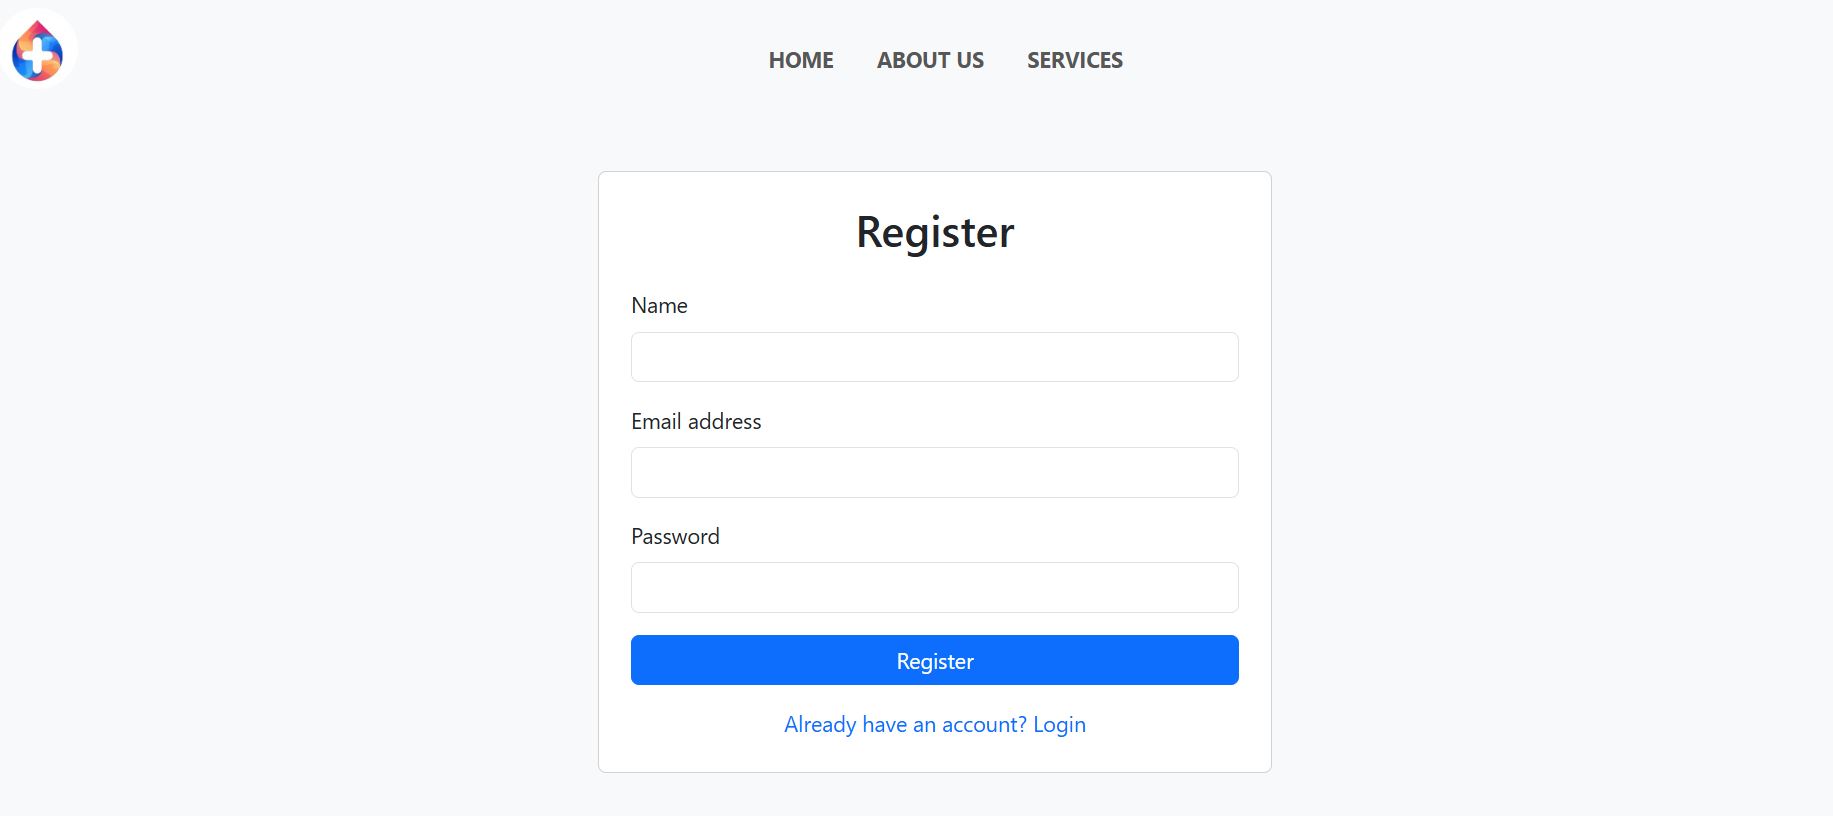 HOME ABOUT US SERVICES
Register
Name
Email address
Password
Register
Already have an account? Login